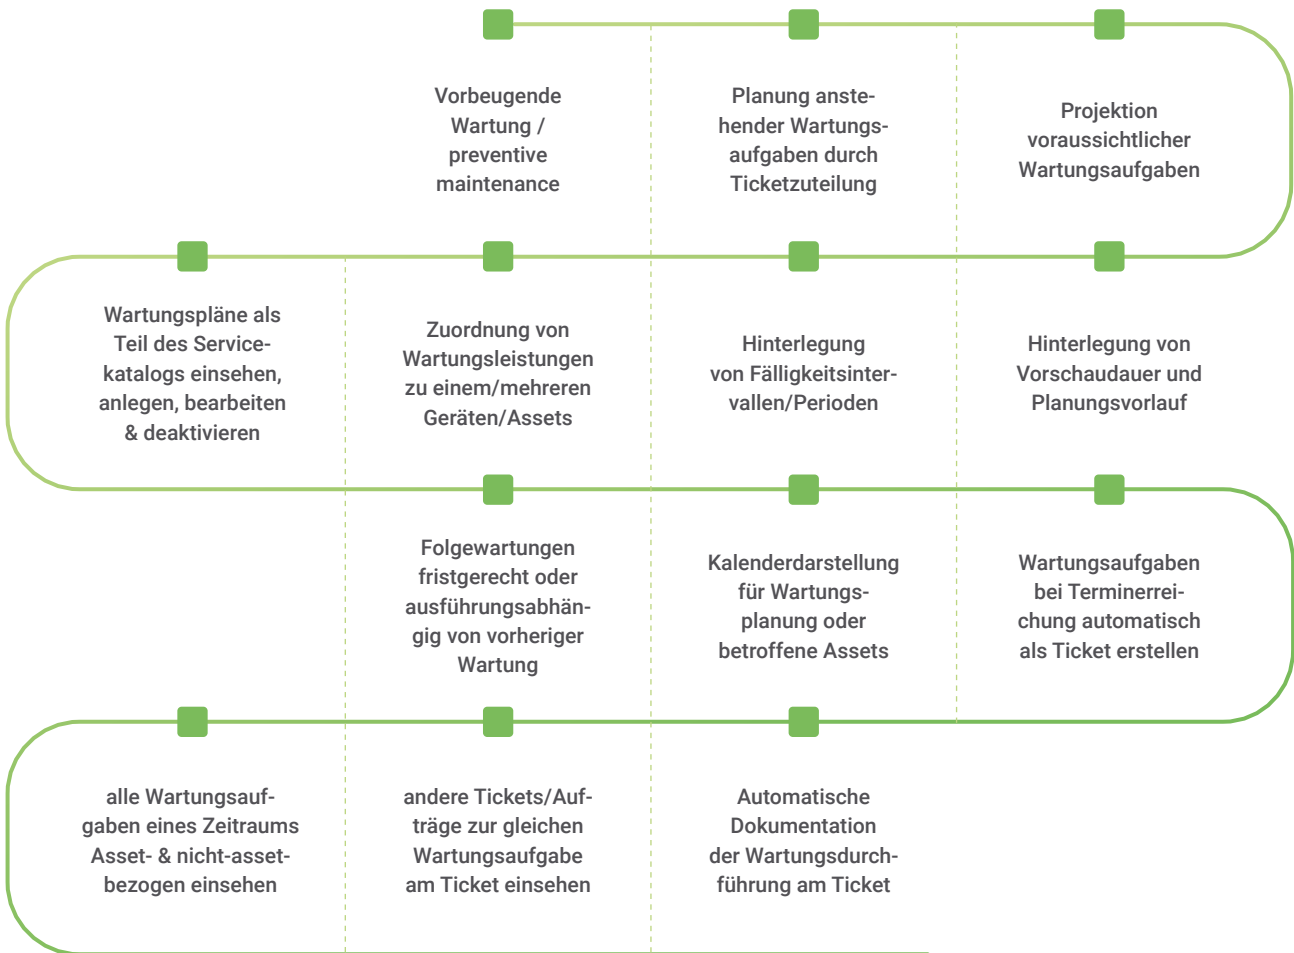 Vorbeugende
Wartung /
preventive
maintenance
Planung anste-
hender Wartungs-
aufgaben durch
Ticketzuteilung
Projektion
voraussichtlicher
Wartungsaufgaben
Wartungspläne als
Teil des Service-
katalogs einsehen,
anlegen, bearbeiten
& deaktivieren
Zuordnung von
Wartungsleistungen
zu einem/mehreren
Geräten/Assets
Hinterlegung
von Fälligkeitsinter-
vallen/Perioden
Hinterlegung von
Vorschaudauer und
Planungsvorlauf
Folgewartungen
fristgerecht oder
ausführungsabhän-
gig von vorheriger
Wartung
Kalenderdarstellung
für Wartungs-
planung oder
betroffene Assets
Wartungsaufgaben
bei Terminerrei-
chung automatisch
als Ticket erstellen
alle Wartungsauf-
gaben eines Zeitraums
Asset- & nicht-asset-
bezogen einsehen
andere Tickets/Auf-
träge zur gleichen
Wartungsaufgabe
am Ticket einsehen
Automatische
Dokumentation
der Wartungsdurch-
führung am Ticket